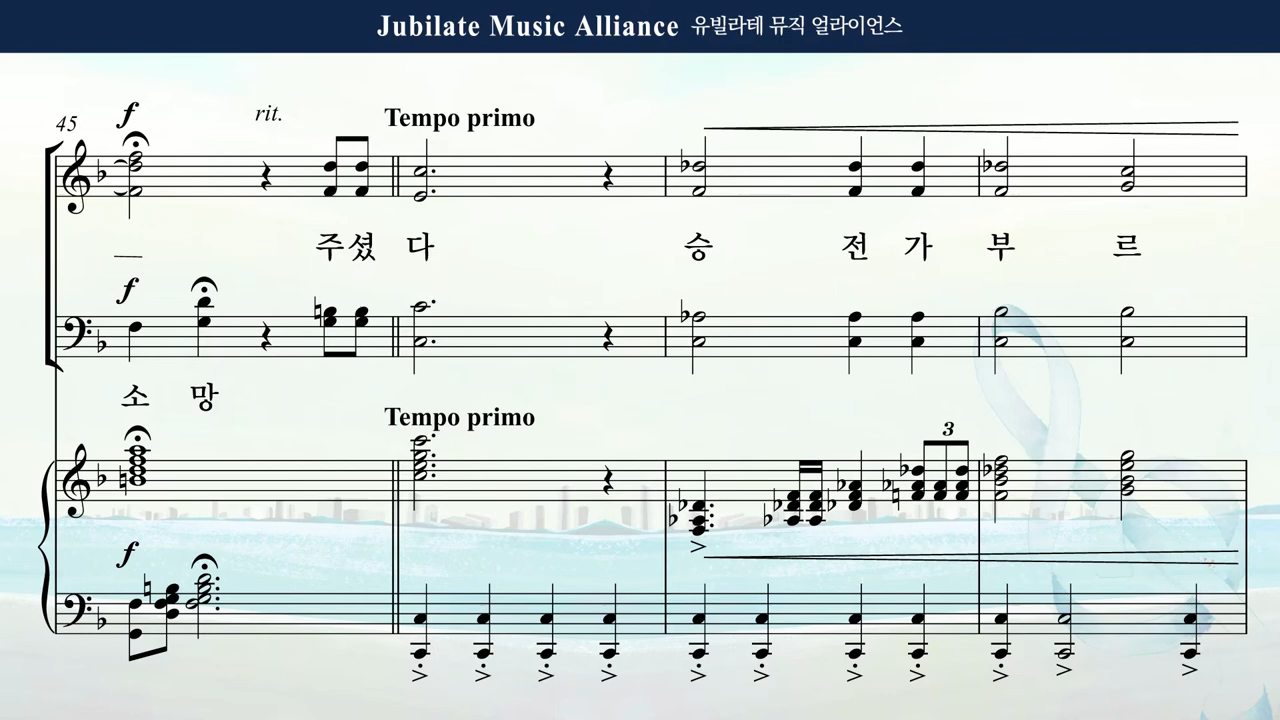 Jubilate Music Alliance 유빌라테 뮤직 얼라이언스
f rit. Tempo primo
45
주셨 다 승 전 가 부 르
f
소 망
Tempo primo
3
f